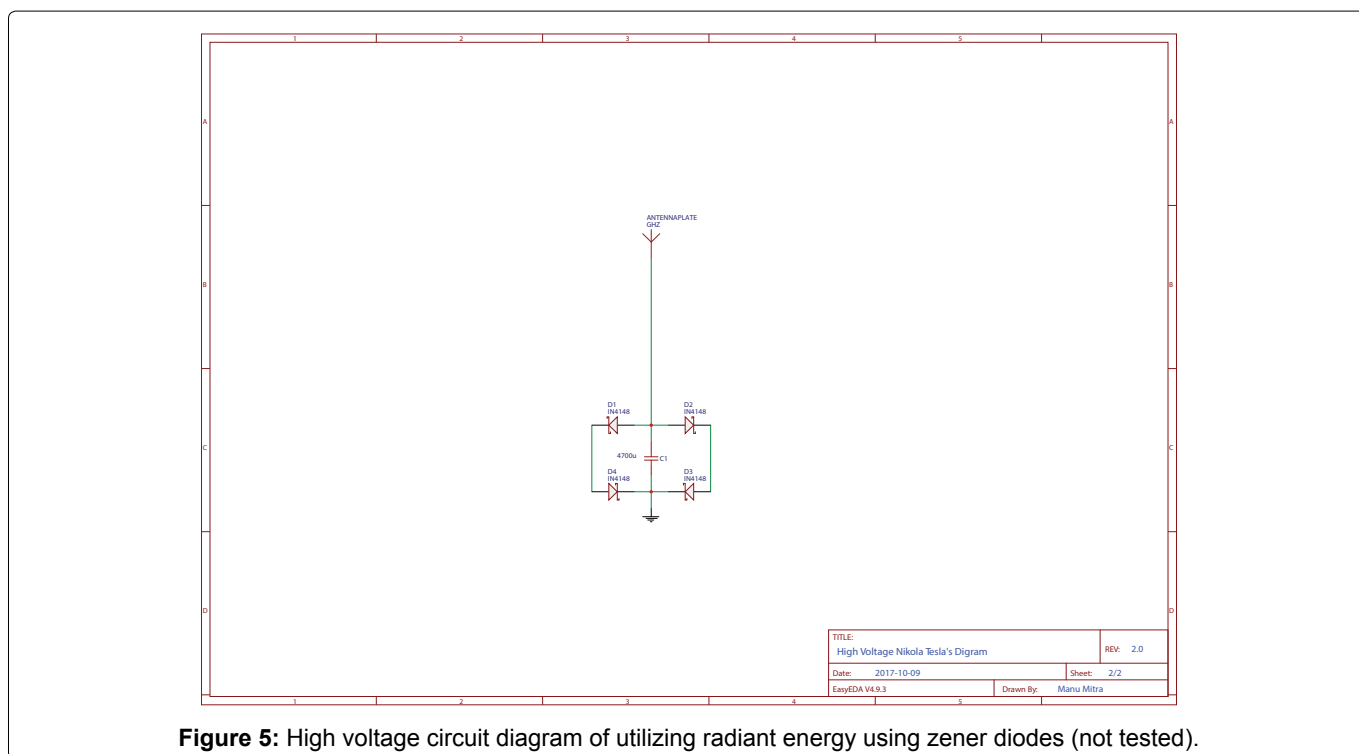 1 2 3 4 5
A A
ANTENNAPLATE
GHZ
B B
D1 D2
IN4148 IN4148
C C
4700u C1
D4 D3
IN4148 IN4148
D D
TITLE:
High Voltage Nikola Tesla's Digram
REV: 2.0
Date: 2017-10-09
Sheet: 2/2
EasyEDA V4.9.3
Drawn By: Manu Mitra
1 2 3 4 5
Figure 5: High voltage circuit diagram of utilizing radiant energy using zener diodes (not tested).